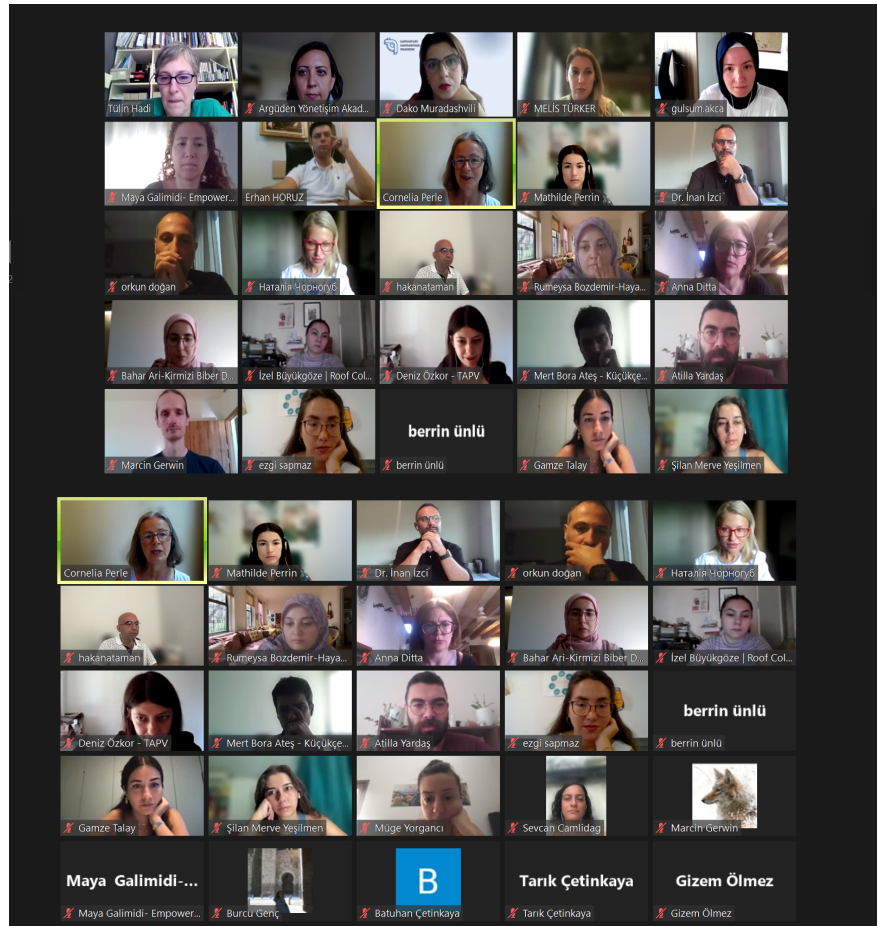 Tülin Hadi
Argüden Yönetişim Akad...
Dako Muradashvili
MELİS TÜRKER
gulsum.akca
Maya Galimidi- Empower...
Erhan HORUZ
Cornelia Perle
Mathilde Perrin
Dr. İnan İzci
orkun doğan
Наталія Чорногуб
hakanataman
Rumeysa Bozdemir-Haya...
Anna Ditta
Bahar Ari-Kirmizi Biber D...
İzel Büyükgöze | Roof Col...
Deniz Özkor - TAPV
Mert Bora Ateş - Küçükçe...
Atilla Yardaş
Marcin Gerwin
ezgi sapmaz
berrin ünlü
berrin ünlü
Gamze Talay
Şilan Merve Yeşilmen
Cornelia Perle
Mathilde Perrin
Dr. İnan İzci
orkun doğan
Наталія Чорногуб
hakanataman
Rumeysa Bozdemir-Haya...
Anna Ditta
Bahar Ari-Kirmizi Biber D...
İzel Büyükgöze | Roof Col...
Deniz Özkor - TAPV
Mert Bora Ateş - Küçükçe...
Atilla Yardaş
ezgi sapmaz
berrin ünlü
berrin ünlü
Gamze Talay
Şilan Merve Yeşilmen
Müge Yorgancı
Sevcan Camlidag
Marcin Gerwin
Maya Galimidi-...
Maya Galimidi- Empower...
Burcu Genç
B
Batuhan Çetinkaya
Tarık Çetinkaya
Tarık Çetinkaya
Gizem Ölmez
Gizem Ölmez